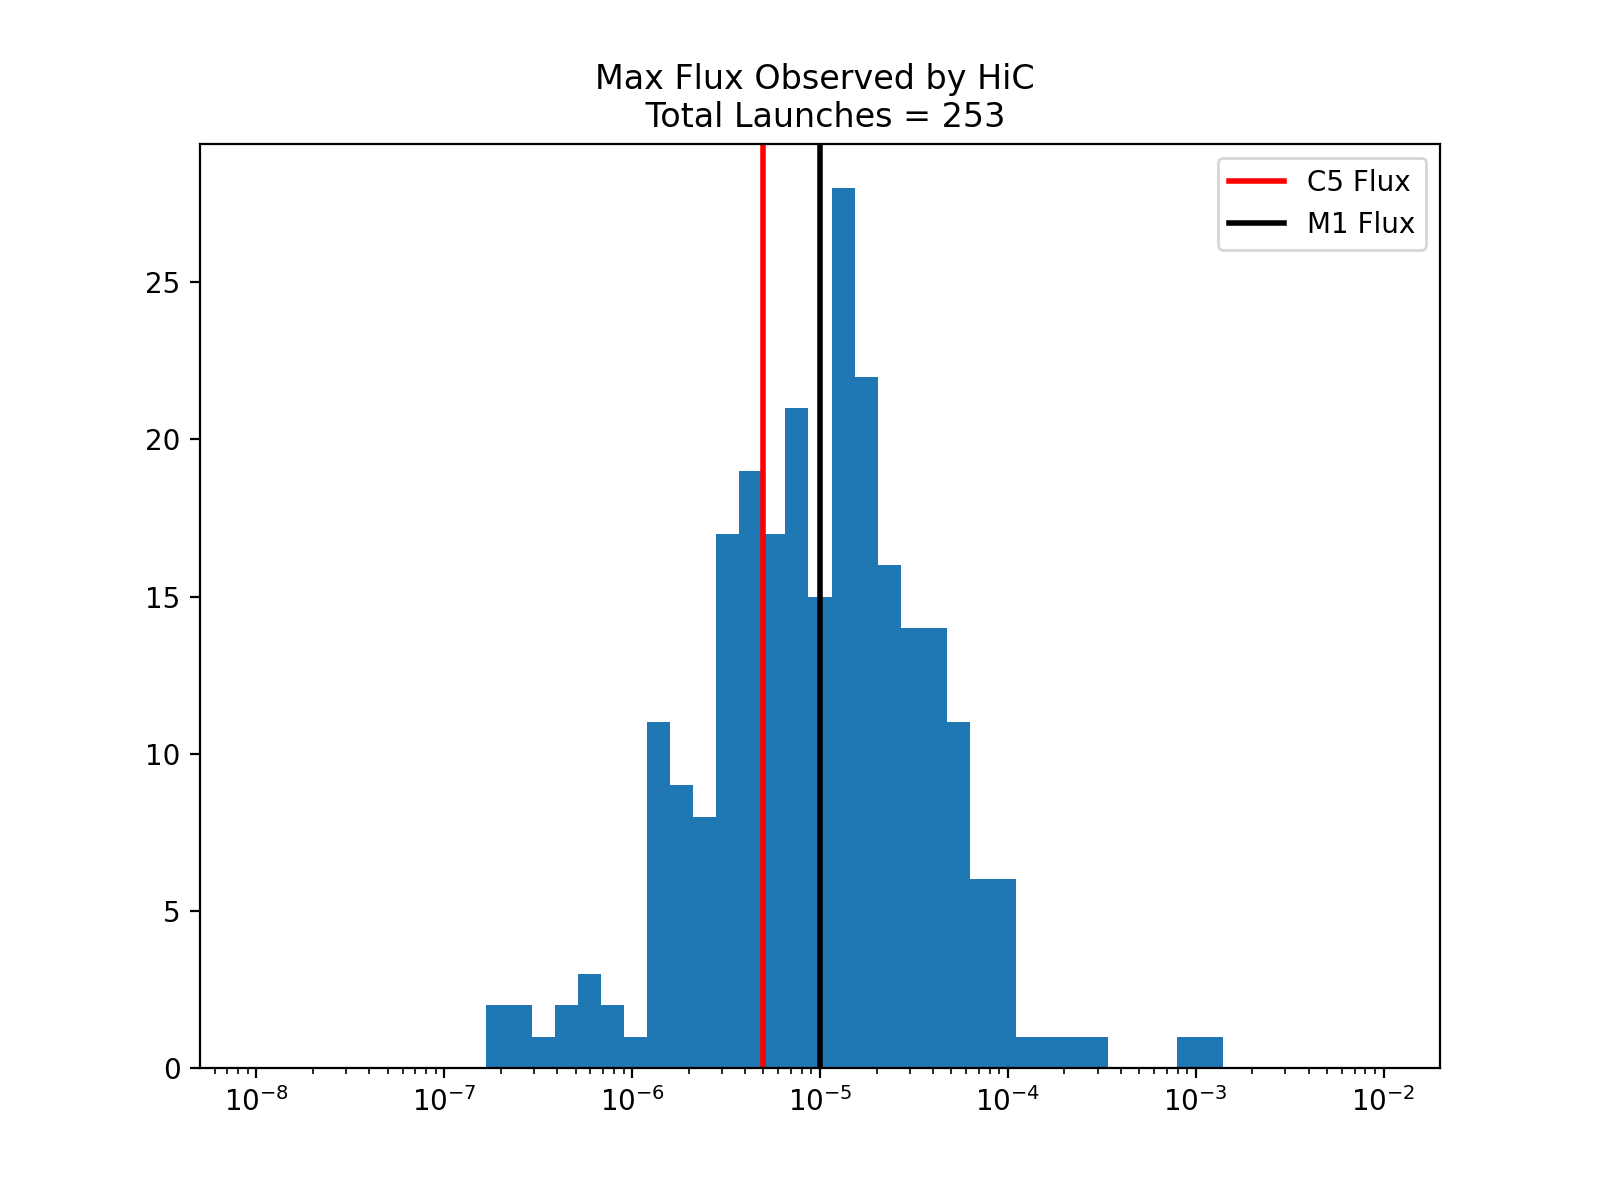 Max Flux Observed by HiC
Total Launches = 253
C5 Flux
M1 Flux
25
20
15
10
5
0
10⁻⁸ 10⁻⁷ 10⁻⁶ 10⁻⁵ 10⁻⁴ 10⁻³ 10⁻²